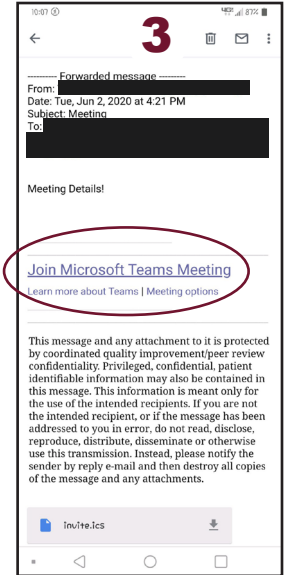 10:07
4GE 87%
3
---------- Forwarded message ---------
From:
Date: Tue, Jun 2, 2020 at 4:21 PM
Subject: Meeting
To:
Meeting Details!
Join Microsoft Teams Meeting
Learn more about Teams | Meeting options
This message and any attachment to it is protected
by coordinated quality improvement/peer review
confidentiality. Privileged, confidential, patient
identifiable information may also be contained in
this message. This information is meant only for
the use of the intended recipients. If you are not
the intended recipient, or if the message has been
addressed to you in error, do not read, disclose,
reproduce, distribute, disseminate or otherwise
use this transmission. Instead, please notify the
sender by reply e-mail and then destroy all copies
of the message and any attachments.
invite.ics